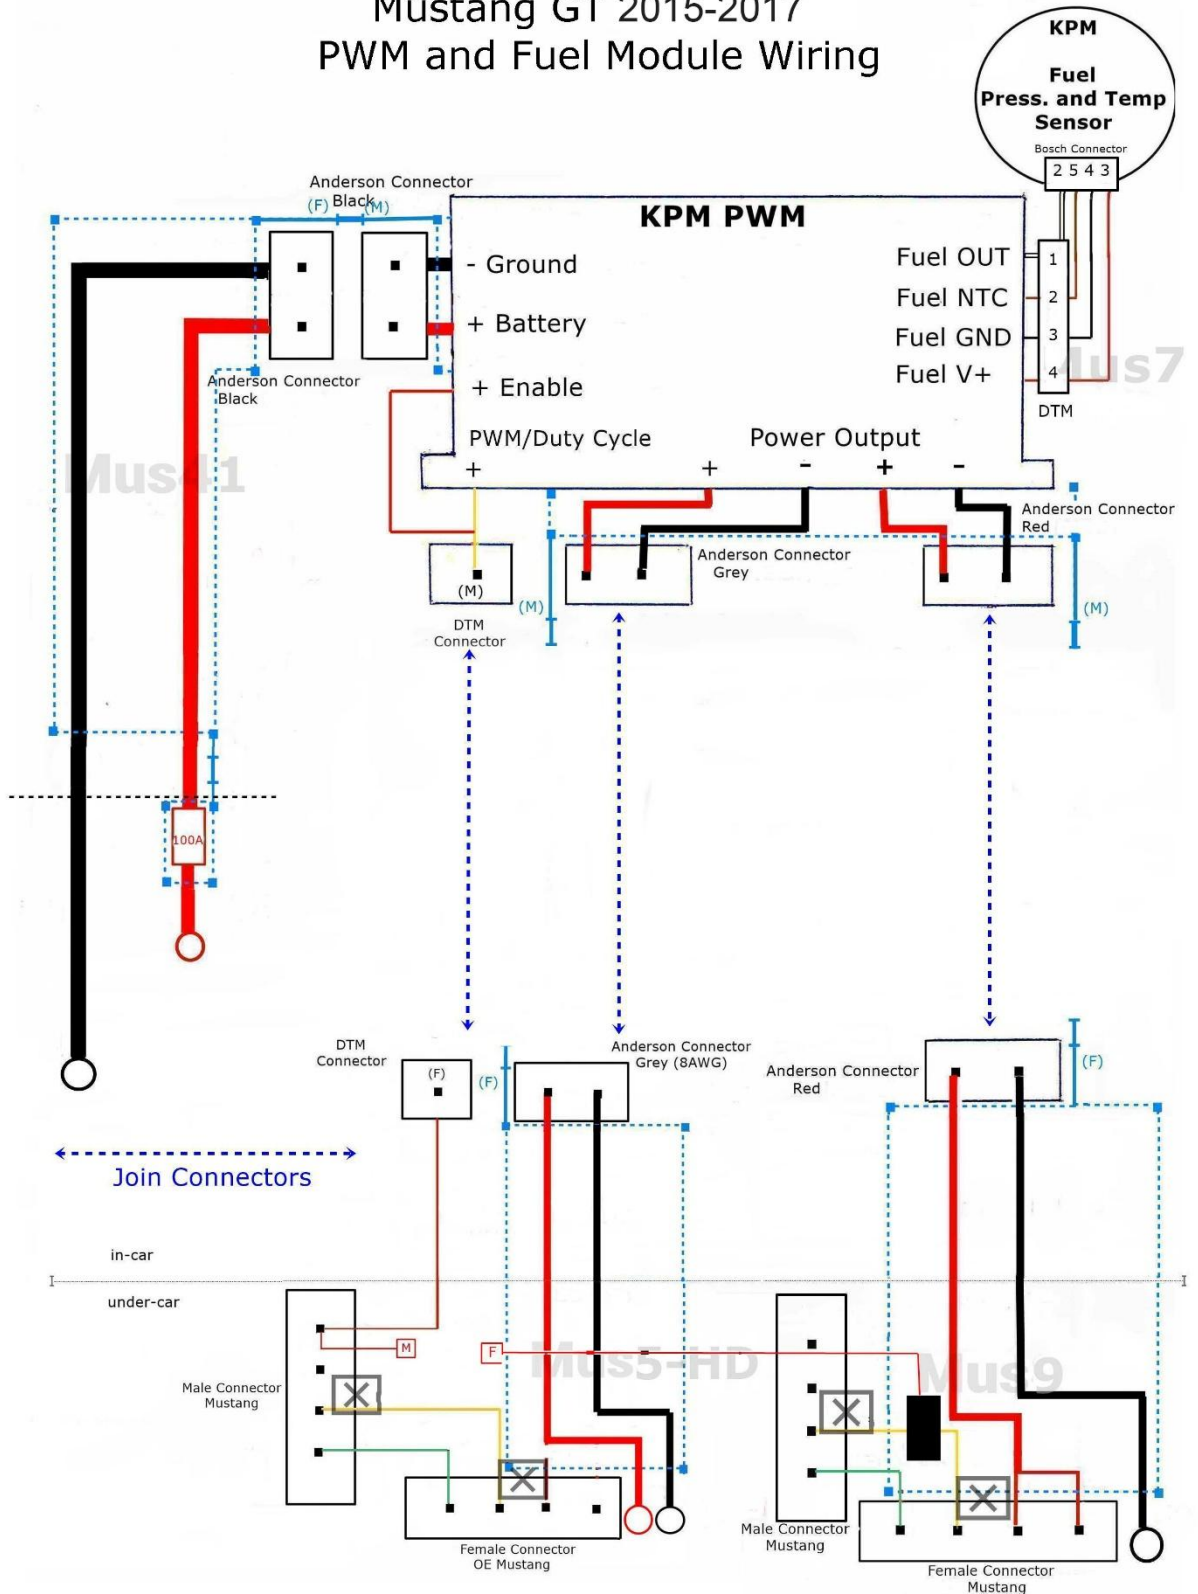 Mustang GT 2015-2017
PWM and Fuel Module Wiring
KPM
Fuel
Press. and Temp
Sensor
Bosch Connector
2 5 4 3
Anderson Connector
Black
(F)
(M)
KPM PWM
- Ground
+ Battery
+ Enable
PWM/Duty Cycle
+
Power Output
+
-
+
-
Fuel OUT
Fuel NTC
Fuel GND
Fuel V+
1
2
3
4
DTM
4us7
Anderson Connector
Black
Mus41
Anderson Connector
Red
Anderson Connector
Grey
(M)
(M)
(M)
DTM
Connector
100A
DTM
Connector
(F)
(F)
Anderson Connector
Grey (8AWG)
Anderson Connector
Red
(F)
Join Connectors
in-car
under-car
M
F
Mus5-HD
Mus9
Male Connector
Mustang
Female Connector
OE Mustang
Male Connector
Mustang
Female Connector
Mustang